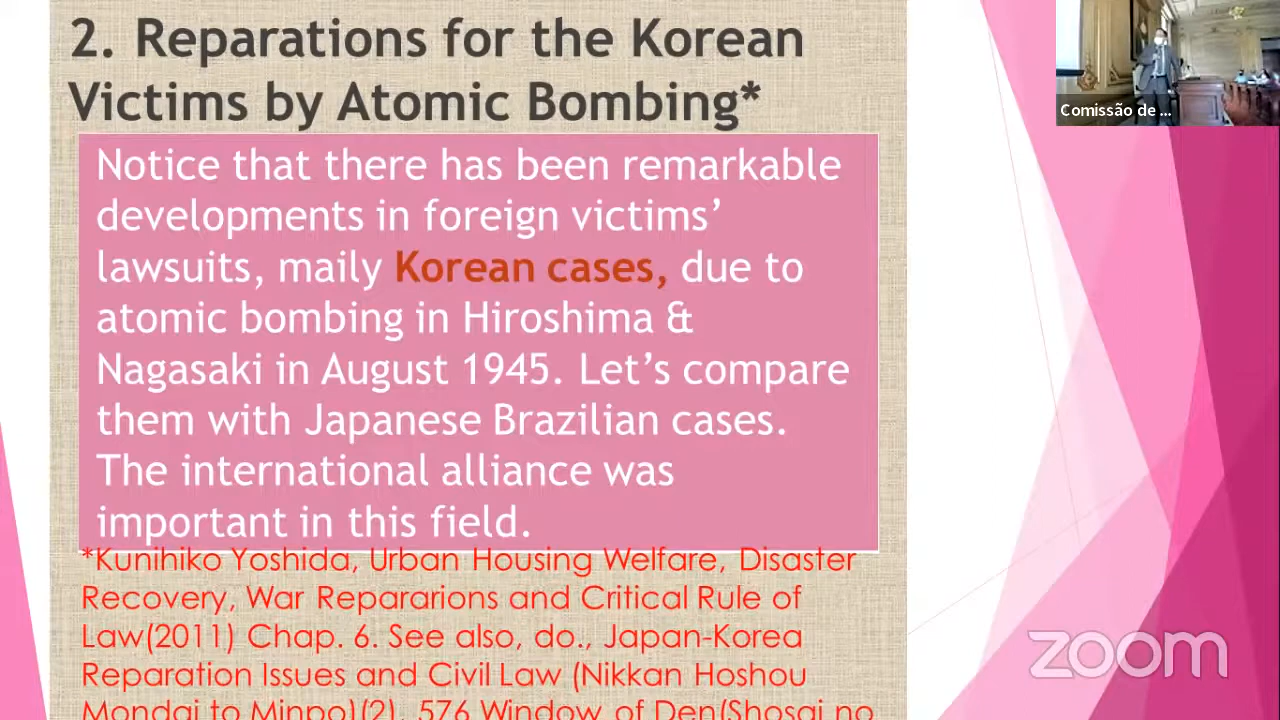 2. Reparations for the Korean
Victims by Atomic Bombing*
Notice that there has been remarkable
developments in foreign victims’
lawsuits, maily Korean cases, due to
atomic bombing in Hiroshima &
Nagasaki in August 1945. Let’s compare
them with Japanese Brazilian cases.
The international alliance was
important in this field.
*Kunihiko Yoshida, Urban Housing Welfare, Disaster
Recovery, War Repararions and Critical Rule of
Law(2011) Chap. 6. See also, do., Japan-Korea
Reparation Issues and Civil Law (Nikkan Hoshou
Mondai to Minpo)(2), 576 Window of Den(Shosai no
Comissão de ...
zoom